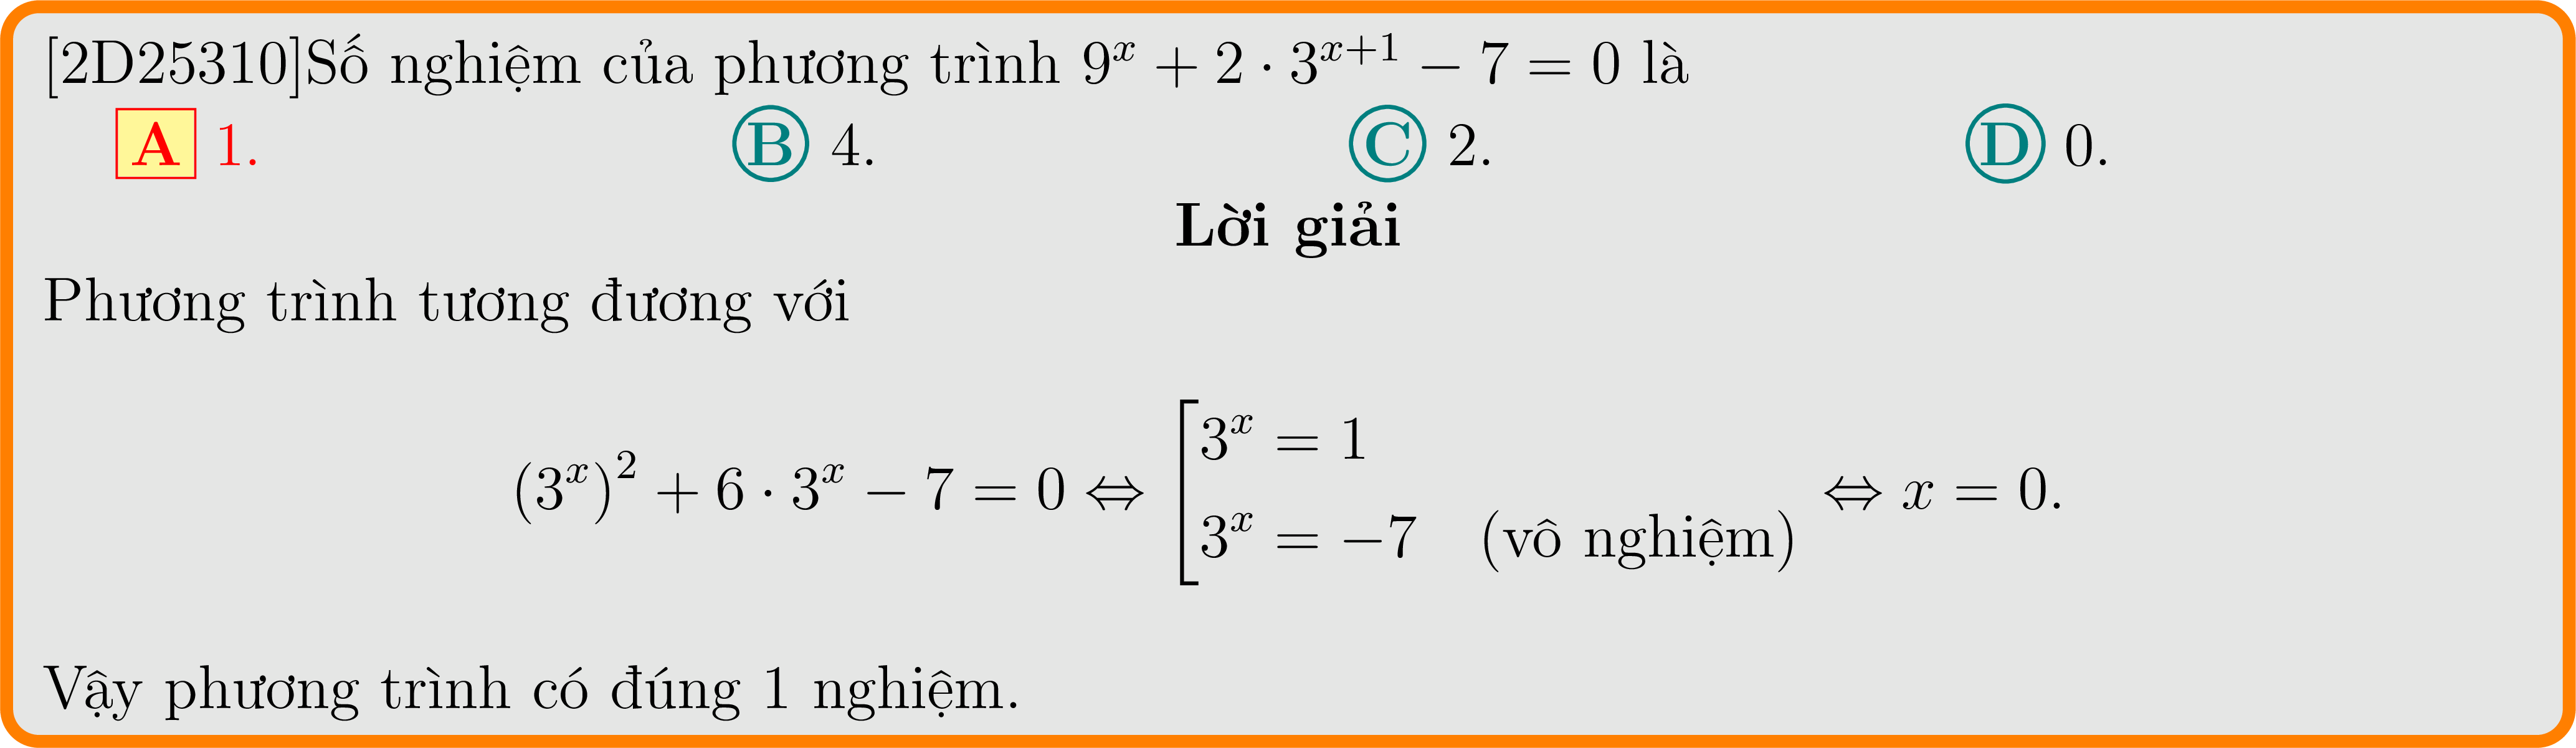 [2D25310]Số nghiệm của phương trình $9^x + 2 \cdot 3^{x+1} - 7 = 0$ là
A 1. B 4. C 2. D 0.
Lời giải
Phương trình tương đương với
$(3^x)^2 + 6 \cdot 3^x - 7 = 0 \Leftrightarrow \left[\begin{array}{l} 3^x = 1 \\ 3^x = -7 \quad \text{(vô nghiệm)} \end{array}\right. \Leftrightarrow x = 0.$
Vậy phương trình có đúng 1 nghiệm.